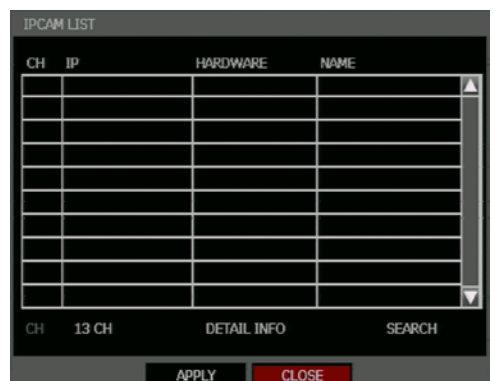 IPCAM LIST
CH IP HARDWARE NAME
CH 13 CH DETAIL INFO SEARCH
APPLY CLOSE